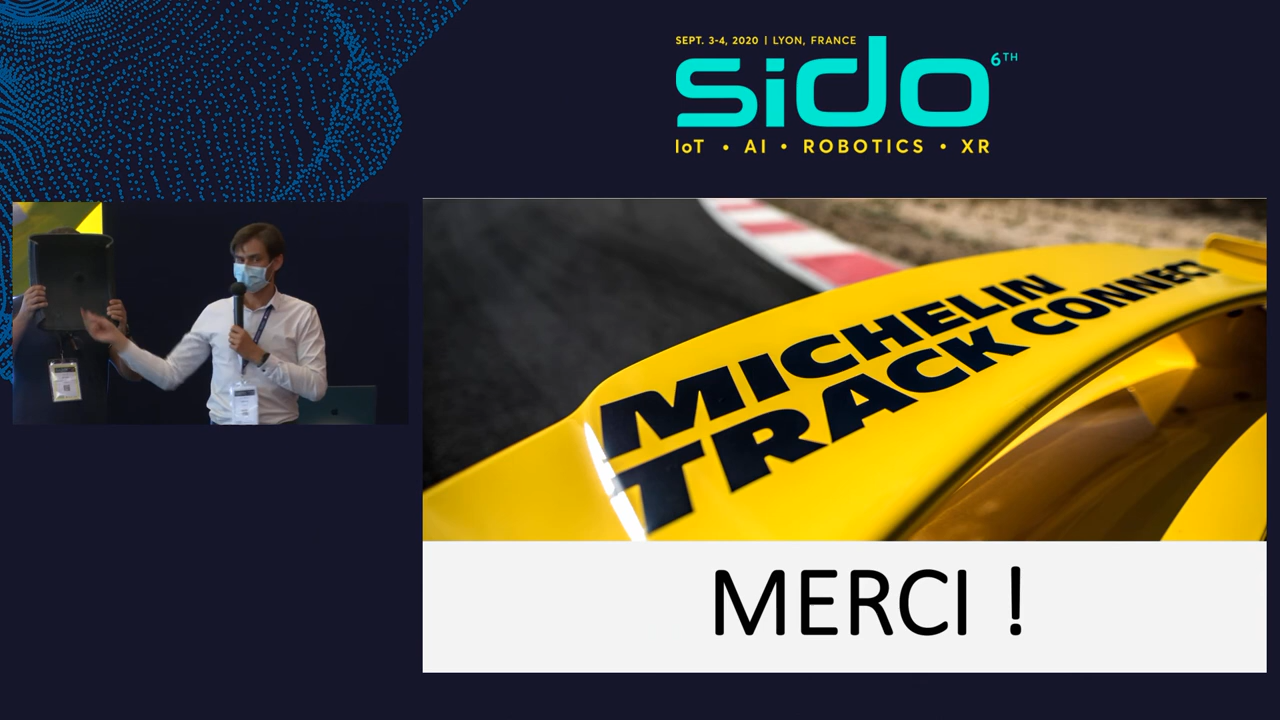 SEPT. 3-4, 2020 | LYON, FRANCE
sido 6TH
IoT • AI • ROBOTICS • XR
MICHELIN
TRACK CONNECT
MERCI !